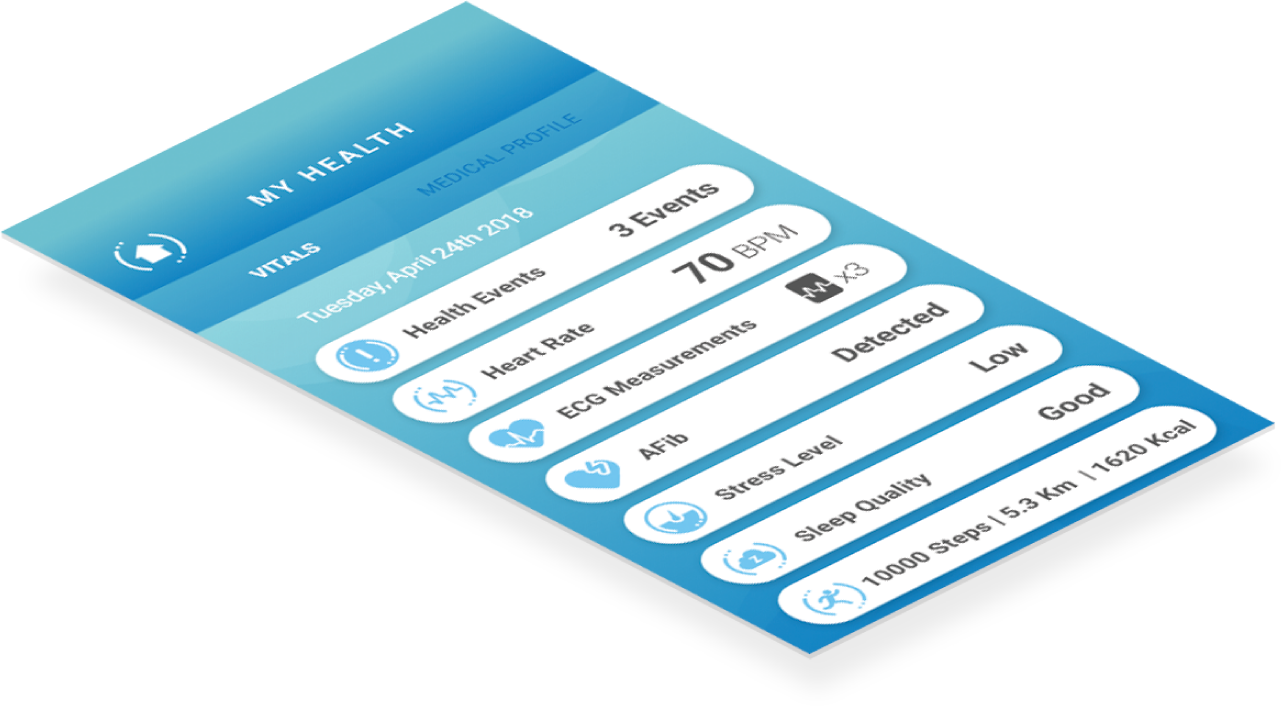 MY HEALTH
VITALS MEDICAL PROFILE
Tuesday, April 24th 2018
Health Events 3 Events
Heart Rate 70 BPM
ECG Measurements x3
AFib Detected
Stress Level Low
Sleep Quality Good
10000 Steps | 5.3 Km | 1620 Kcal